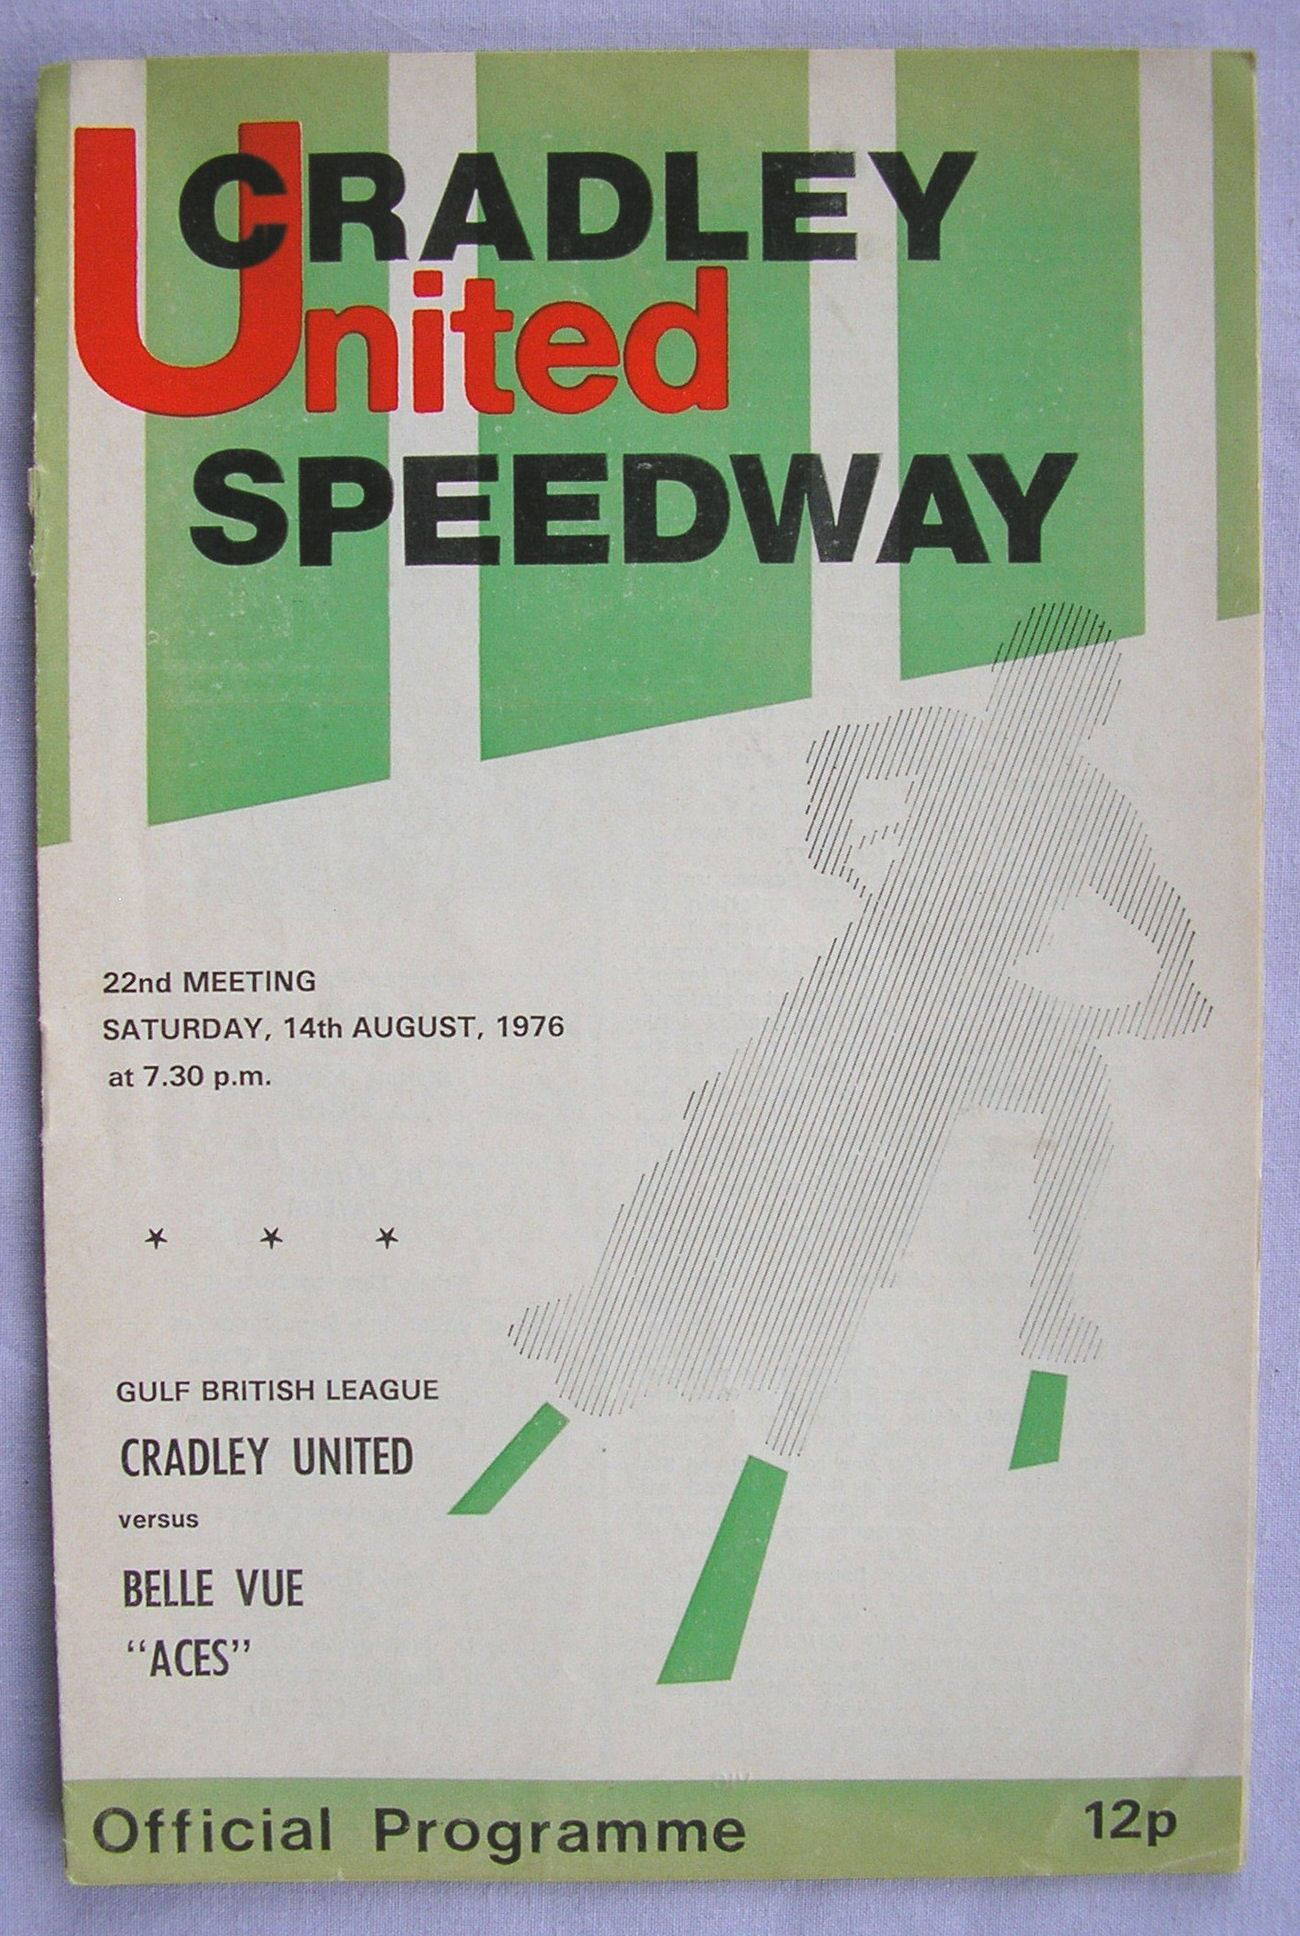 CRADLEY
United
SPEEDWAY
22nd MEETING
SATURDAY, 14th AUGUST, 1976
at 7.30 p.m.
GULF BRITISH LEAGUE
CRADLEY UNITED
versus
BELLE VUE
"ACES"
Official Programme 12p